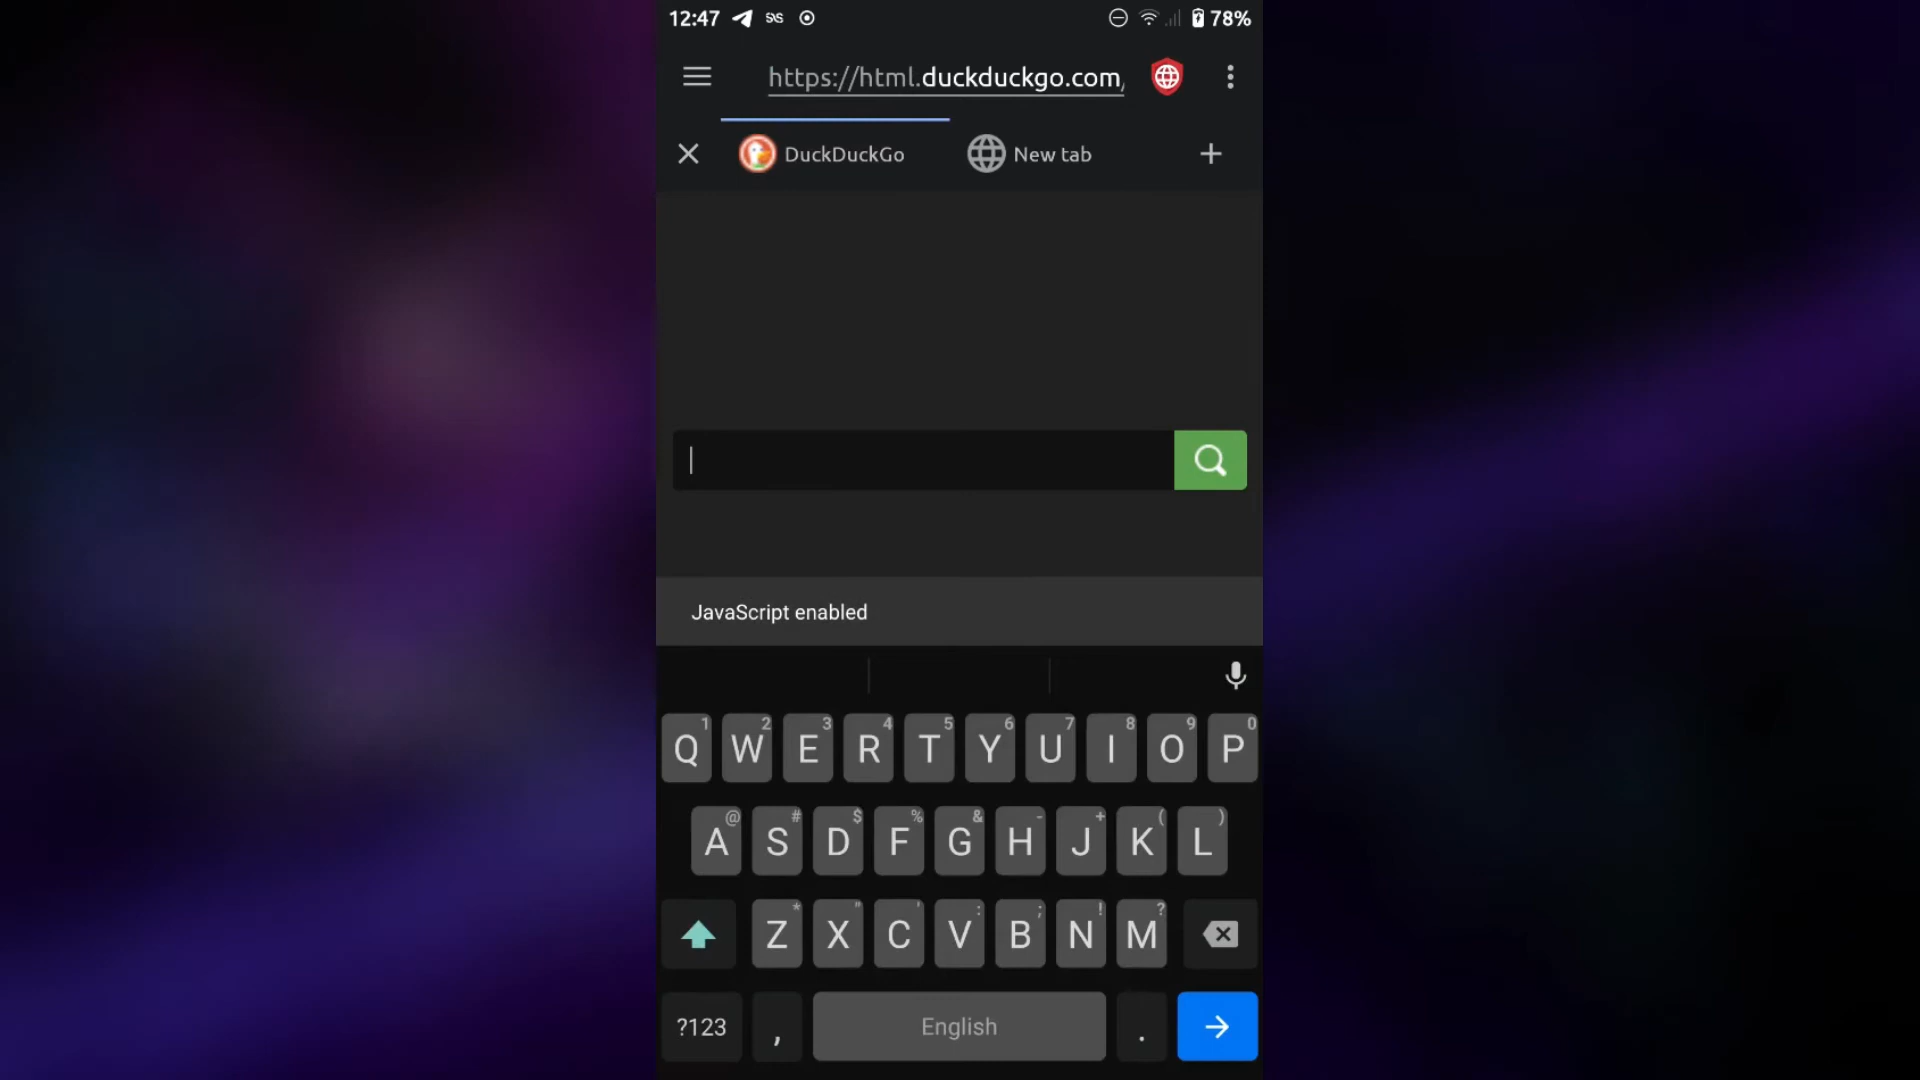 12:47 SVS 78%
https://html.duckduckgo.com/
DuckDuckGo New tab
JavaScript enabled
1 2 3 4 5 6 7 8 9 0
Q W E R T Y U I O P
@ # $ % & - + ( )
A S D F G H J K L
* " ' : ; ! ?
Z X C V B N M
?123 , English .